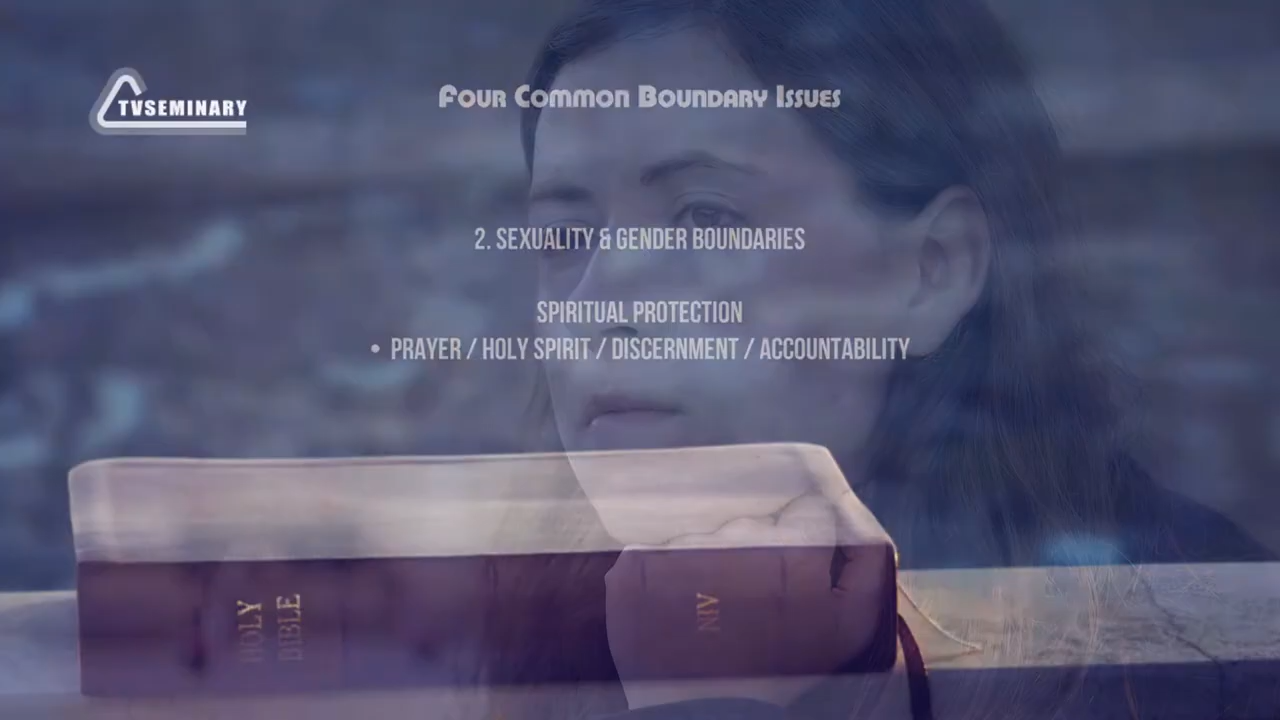 TVSEMINARY
Four Common Boundary Issues
2. SEXUALITY & GENDER BOUNDARIES
SPIRITUAL PROTECTION
• PRAYER / HOLY SPIRIT / DISCERNMENT / ACCOUNTABILITY
HOLY
BIBLE
NIV